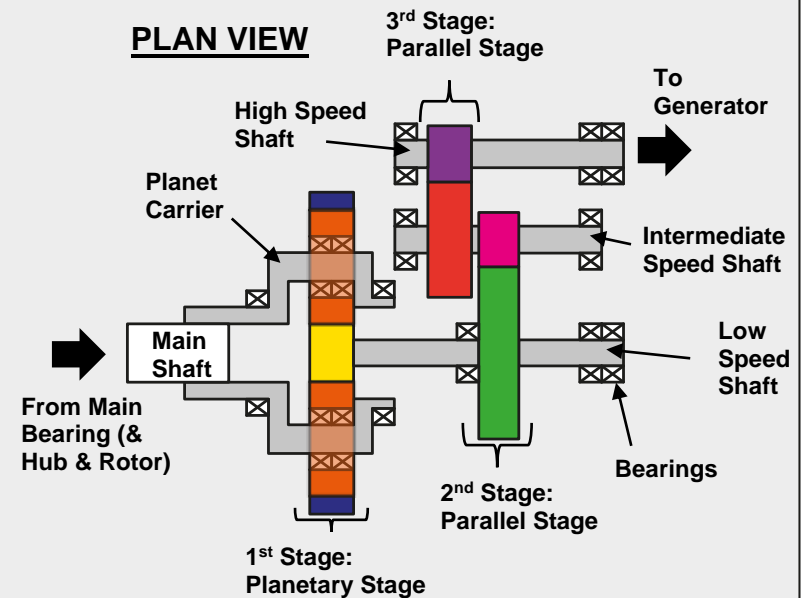 PLAN VIEW
3rd Stage:
Parallel Stage
To
Generator
High Speed
Shaft
Planet
Carrier
Intermediate
Speed Shaft
Main
Shaft
Low
Speed
Shaft
From Main
Bearing (&
Hub & Rotor)
Bearings
2nd Stage:
Parallel Stage
1st Stage:
Planetary Stage